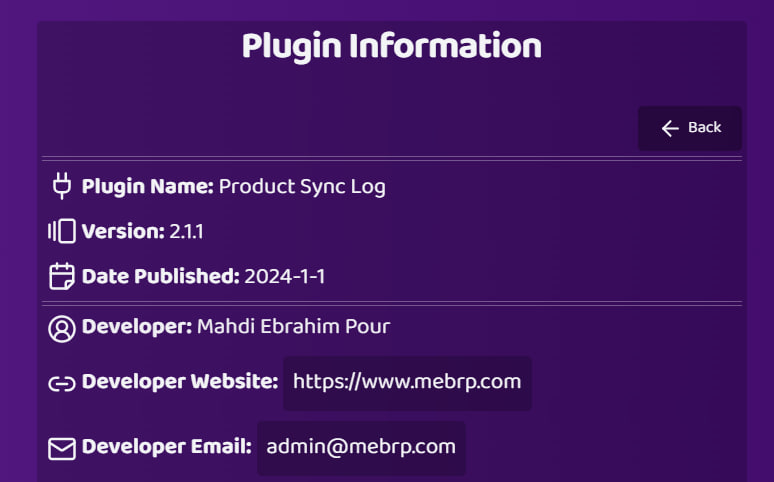 Plugin Information
Back
Plugin Name: Product Sync Log
Version: 2.1.1
Date Published: 2024-1-1
Developer: Mahdi Ebrahim Pour
Developer Website: https://www.mebrp.com
Developer Email: admin@mebrp.com